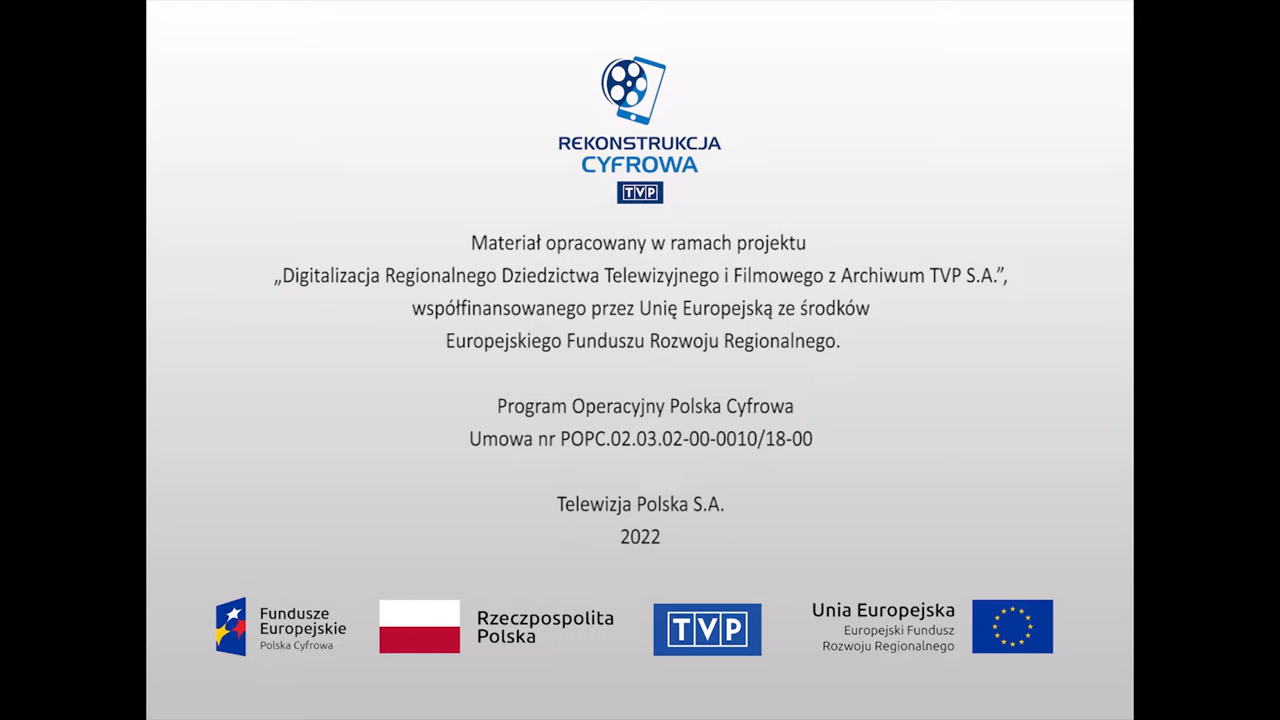 REKONSTRUKCJA
CYFROWA
TVP
Materiał opracowany w ramach projektu
„Digitalizacja Regionalnego Dziedzictwa Telewizyjnego i Filmowego z Archiwum TVP S.A.”,
współfinansowanego przez Unię Europejską ze środków
Europejskiego Funduszu Rozwoju Regionalnego.
Program Operacyjny Polska Cyfrowa
Umowa nr POPC.02.03.02-00-0010/18-00
Telewizja Polska S.A.
2022
Fundusze
Europejskie
Polska Cyfrowa
Rzeczpospolita
Polska
TVP
Unia Europejska
Europejski Fundusz
Rozwoju Regionalnego